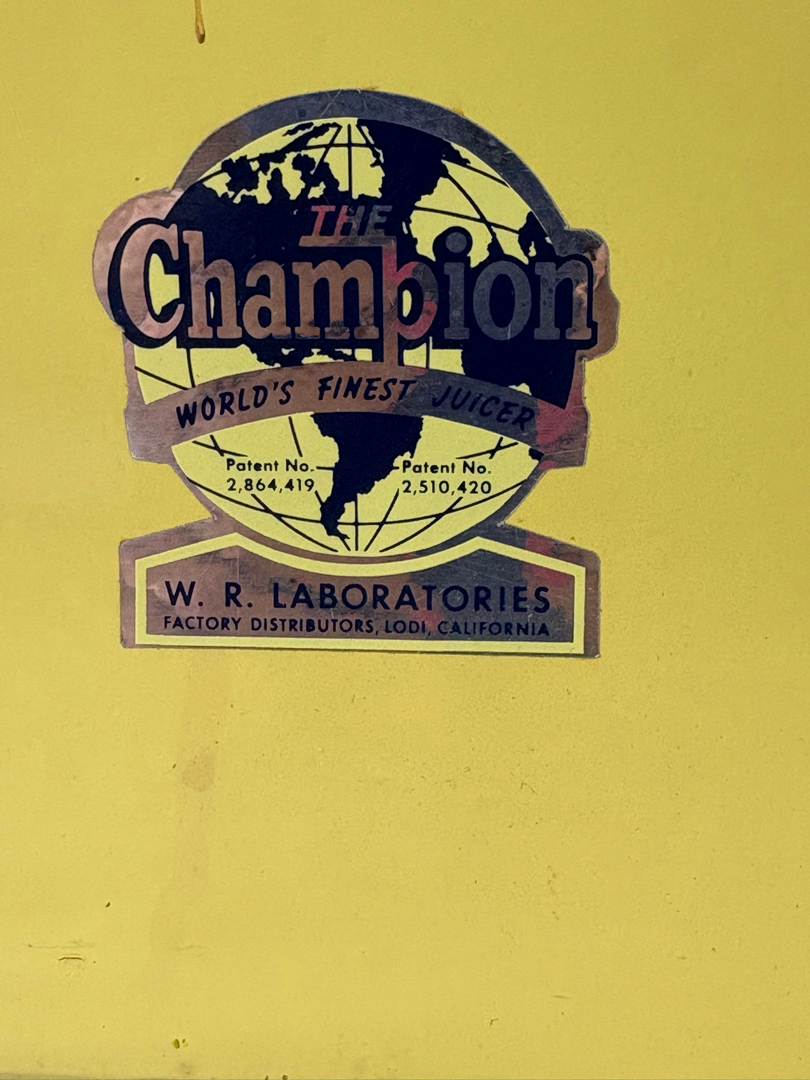 THE
Champion
WORLD'S FINEST JUICER
Patent No. 2,864,419
Patent No. 2,510,420
W. R. LABORATORIES
FACTORY DISTRIBUTORS, LODI, CALIFORNIA